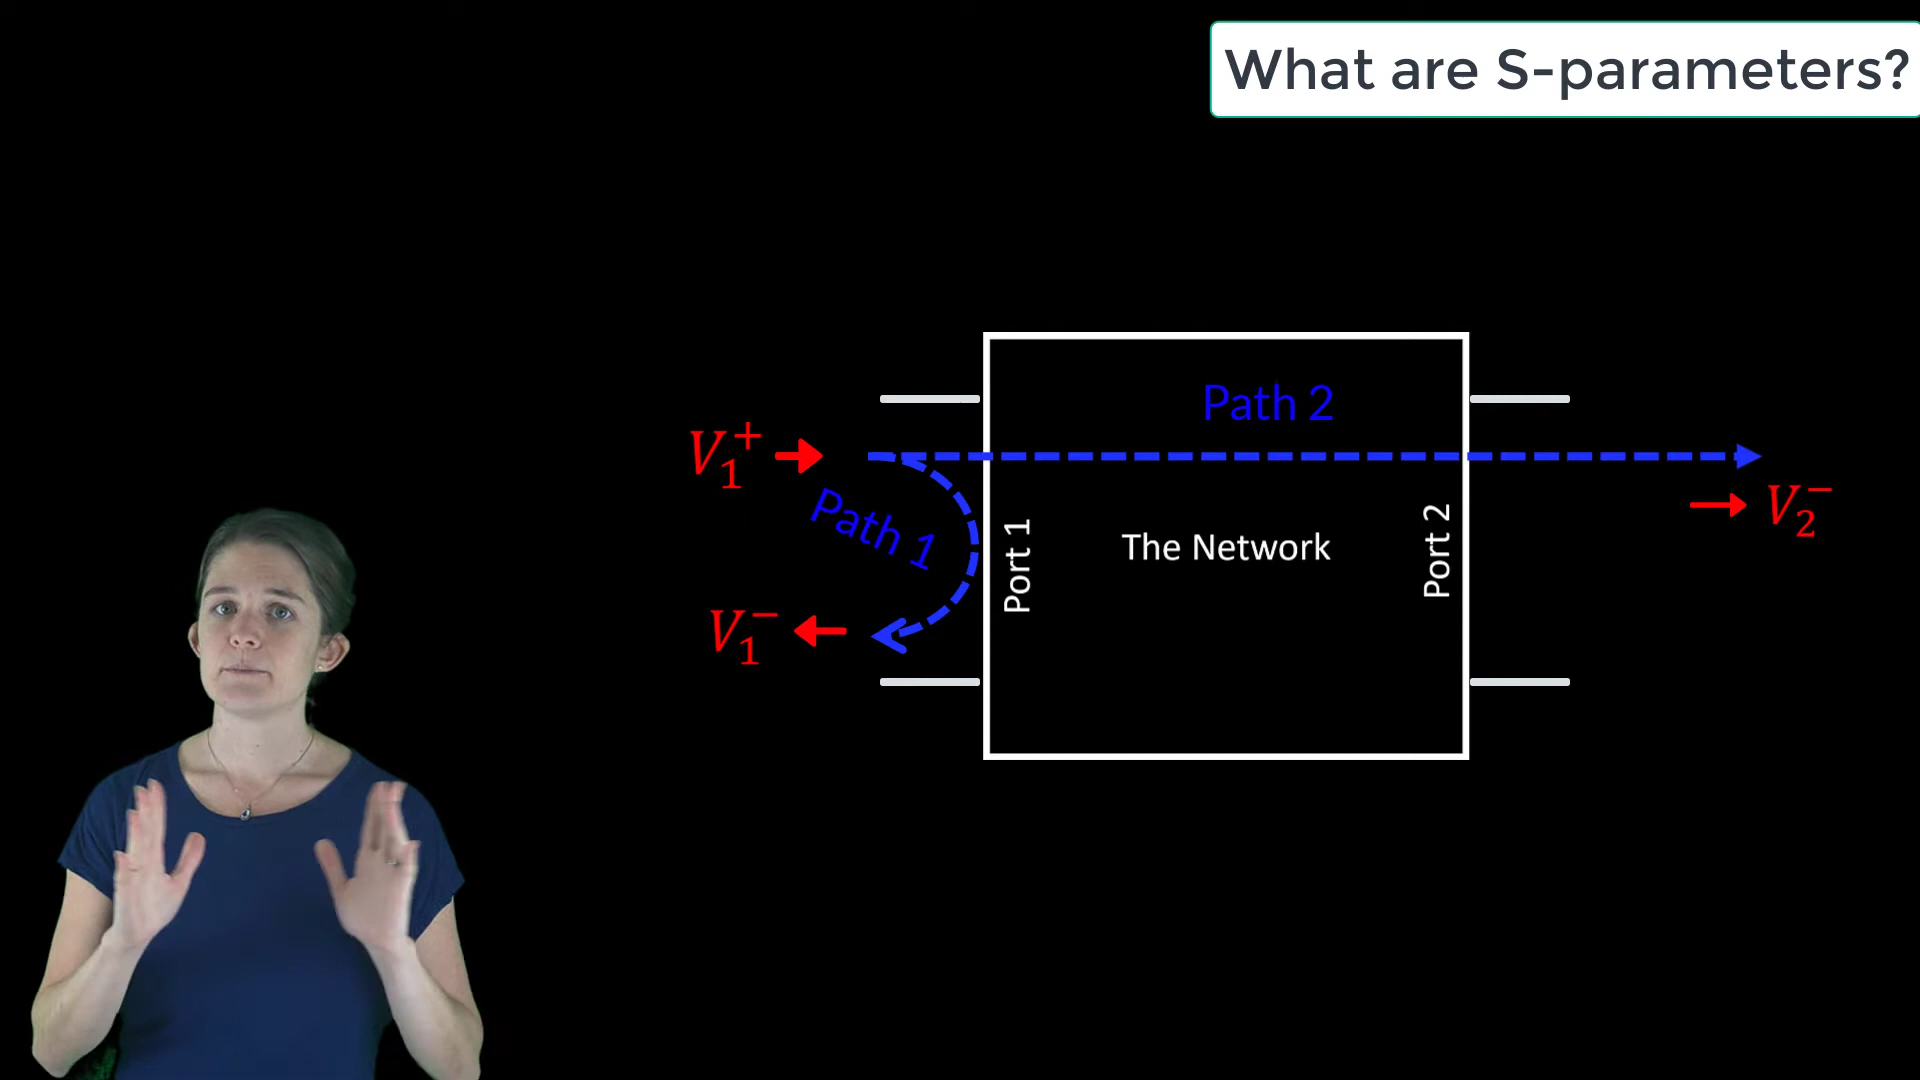 What are S-parameters?
Path 2
V₁⁺
Path 1
V₂⁻
Port 1
The Network
Port 2
V₁⁻